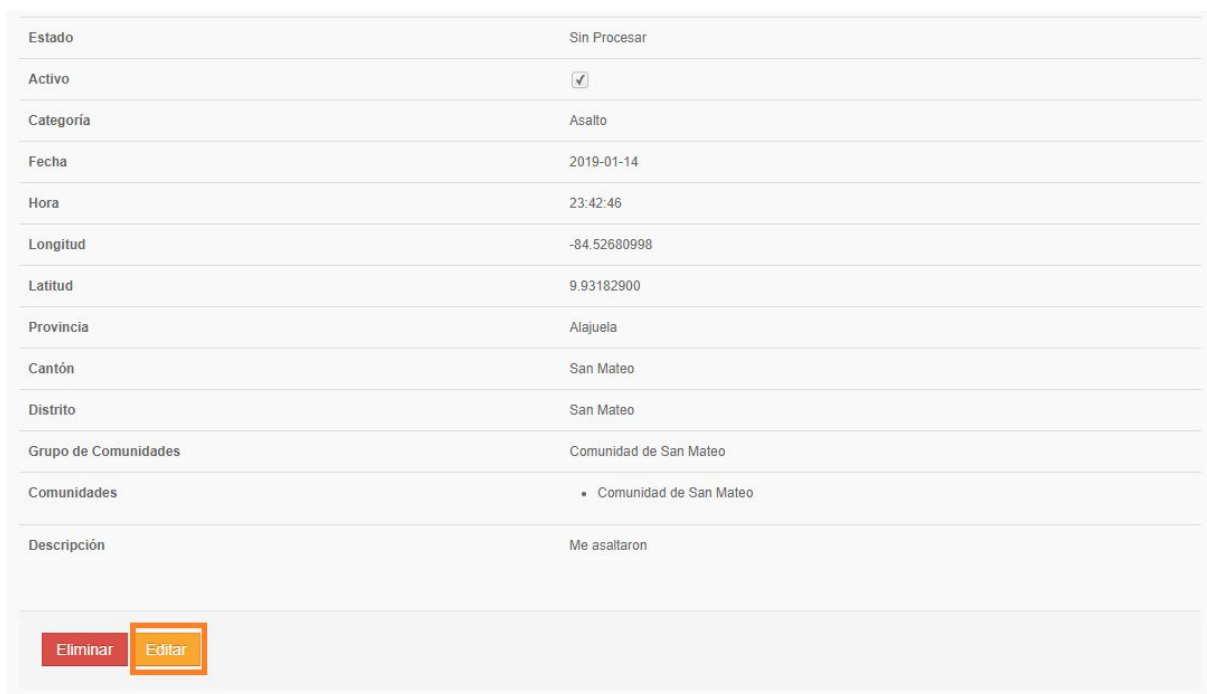 Estado Sin Procesar
Activo
Categoría Asalto
Fecha 2019-01-14
Hora 23:42:46
Longitud -84.52680998
Latitud 9.93182900
Provincia Alajuela
Cantón San Mateo
Distrito San Mateo
Grupo de Comunidades Comunidad de San Mateo
Comunidades • Comunidad de San Mateo
Descripción Me asaltaron
Eliminar Editar